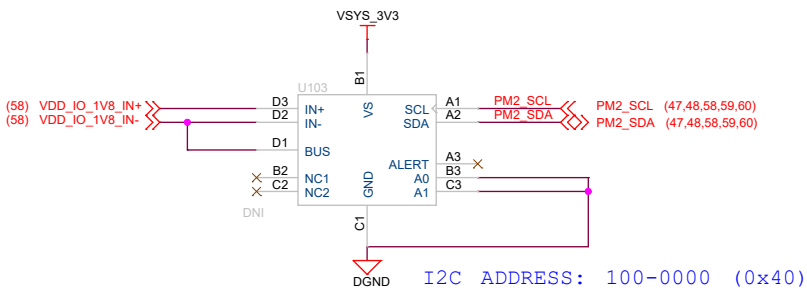 VSYS_3V3
B1
U103
(58) VDD_IO_1V8_IN+ D3 IN+ VS SCL A1 PM2_SCL PM2_SCL (47,48,58,59,60)
(58) VDD_IO_1V8_IN- D2 IN- SDA A2 PM2_SDA PM2_SDA (47,48,58,59,60)
D1 BUS
ALERT A3
B2 NC1 A0 B3
C2 NC2 GND A1 C3
DNI
C1
DGND
I2C ADDRESS: 100-0000 (0x40)